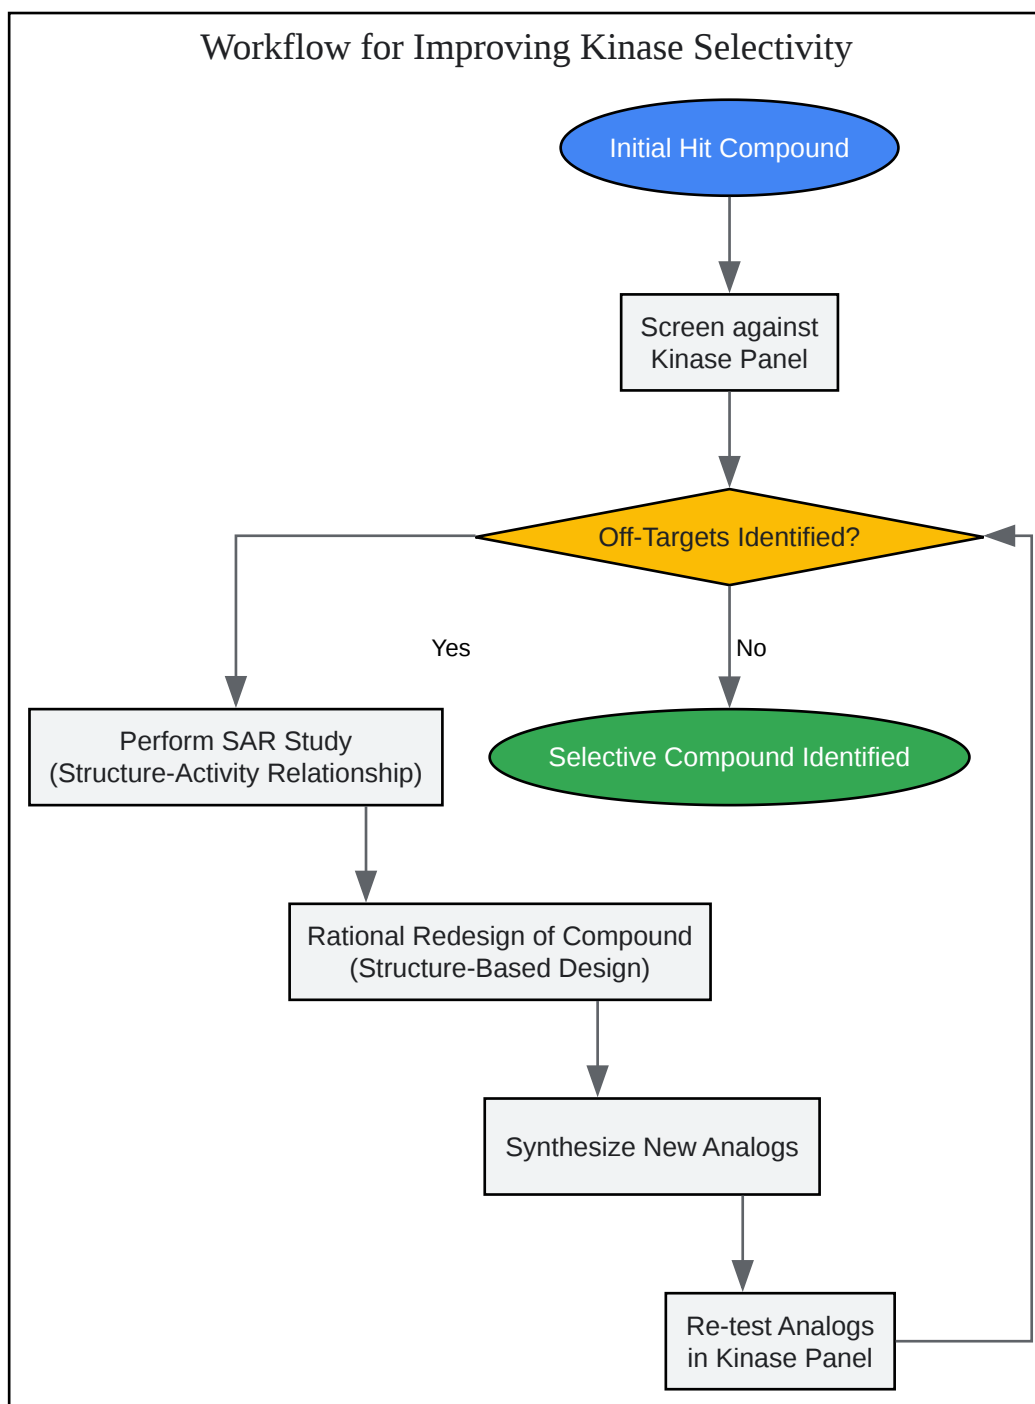 Workflow for Improving Kinase Selectivity
Initial Hit Compound
Screen against
Kinase Panel
Off-Targets Identified?
Yes
No
Perform SAR Study
(Structure-Activity Relationship)
Selective Compound Identified
Rational Redesign of Compound
(Structure-Based Design)
Synthesize New Analogs
Re-test Analogs
in Kinase Panel